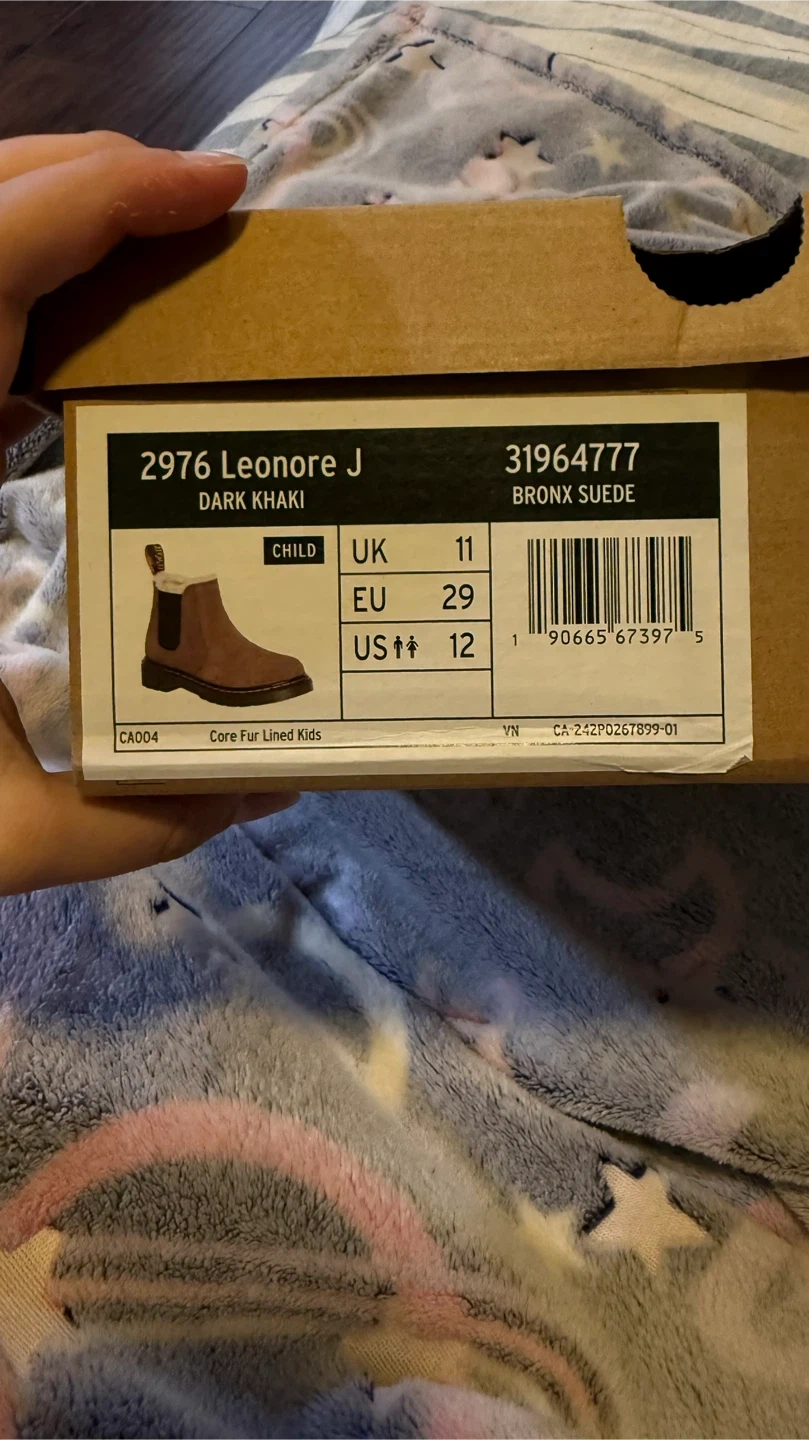 2976 Leonore J
DARK KHAKI
31964777
BRONX SUEDE
CHILD
UK 11
EU 29
US 12
1 90665 67397 5
CA004
Core Fur Lined Kids
VN
CA-242P0267899-01